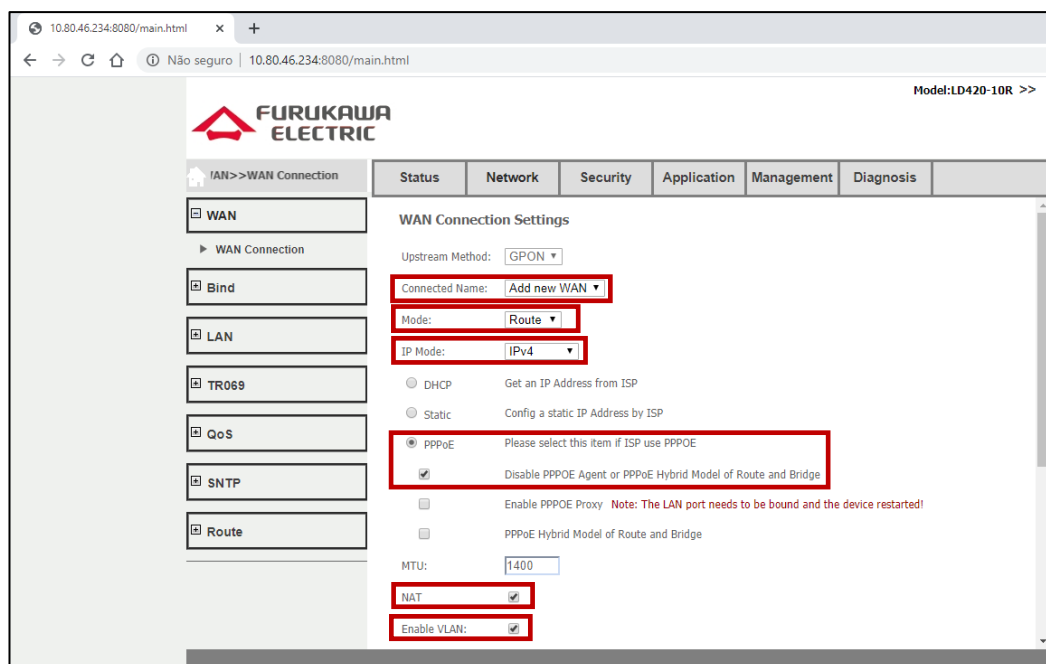 10.80.46.234:8080/main.html
Não seguro | 10.80.46.234:8080/main.html
Model:LD420-10R >>
FURUKAWA
ELECTRIC
/AN>>WAN Connection
Status Network Security Application Management Diagnosis
WAN
WAN Connection
Bind
LAN
TR069
QoS
SNTP
Route
WAN Connection Settings
Upstream Method: GPON
Connected Name: Add new WAN
Mode: Route
IP Mode: IPv4
DHCP Get an IP Address from ISP
Static Config a static IP Address by ISP
PPPoE Please select this item if ISP use PPPOE
Disable PPPOE Agent or PPPoE Hybrid Model of Route and Bridge
Enable PPPOE Proxy Note: The LAN port needs to be bound and the device restarted!
PPPoE Hybrid Model of Route and Bridge
MTU: 1400
NAT
Enable VLAN: